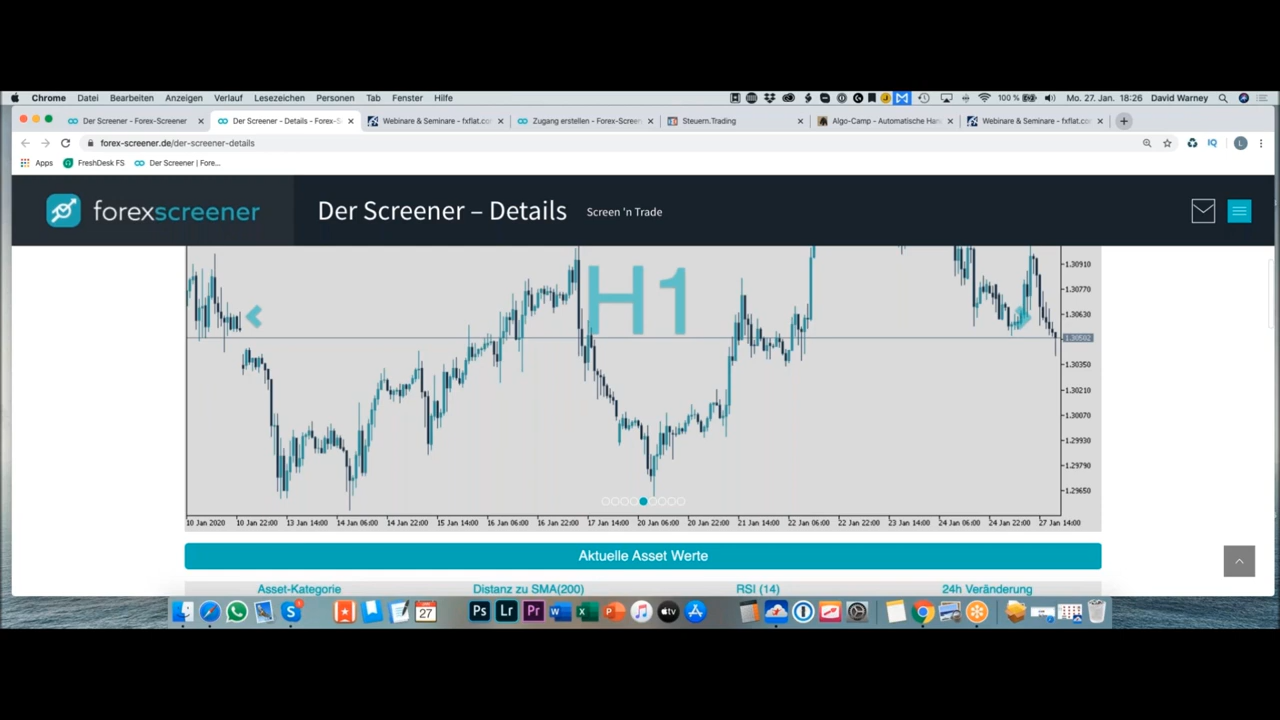 Chrome Datei Bearbeiten Anzeigen Verlauf Lesezeichen Personen Tab Fenster Hilfe 100 % Mo. 27. Jan. 18:26 David Warney
Der Screener - Forex-Screener Der Screener - Details - Forex-S Webinare & Seminare - fxflat.co Zugang erstellen - Forex-Screen Steuern.Trading Algo-Camp - Automatische Han Webinare & Seminare - fxflat.co
forex-screener.de/der-screener-details IQ L
Apps FreshDesk FS Der Screener | Fore...
forexscreener Der Screener – Details Screen 'n Trade
H1
1.30910
1.30770
1.30630
1.30502
1.30350
1.30210
1.30070
1.29930
1.29790
1.29650
10 Jan 2020 10 Jan 22:00 13 Jan 14:00 14 Jan 06:00 14 Jan 22:00 15 Jan 14:00 16 Jan 06:00 16 Jan 22:00 17 Jan 14:00 20 Jan 06:00 20 Jan 22:00 21 Jan 14:00 22 Jan 06:00 22 Jan 22:00 23 Jan 14:00 24 Jan 06:00 24 Jan 22:00 27 Jan 14:00
Aktuelle Asset Werte
Asset-Kategorie Distanz zu SMA(200) RSI (14) 24h Veränderung
27 Ps Lr Pr tv